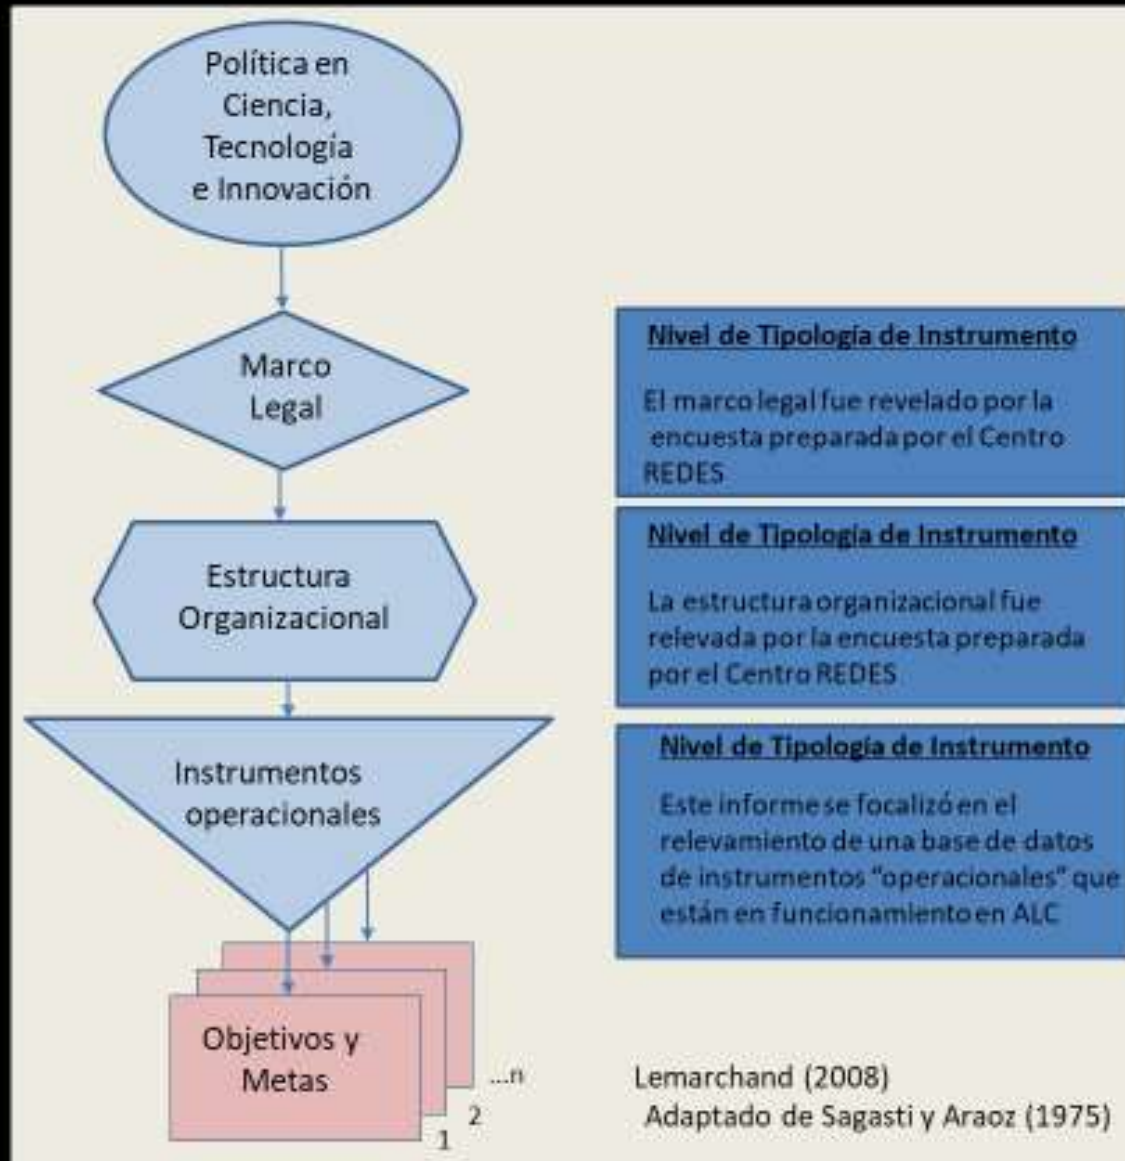 Política en
Ciencia,
Tecnología
e Innovación
Marco
Legal
Nivel de Tipología de Instrumento
El marco legal fue revelado por la
encuesta preparada por el Centro
REDES
Estructura
Organizacional
Nivel de Tipología de Instrumento
La estructura organizacional fue
relevada por la encuesta preparada
por el Centro REDES
Instrumentos
operacionales
Nivel de Tipología de Instrumento
Este informe se focalizó en el
relevamiento de una base de datos
de instrumentos "operacionales" que
están en funcionamiento en ALC
Objetivos y
Metas
1
2
...n
Lemarchand (2008)
Adaptado de Sagasti y Araoz (1975)